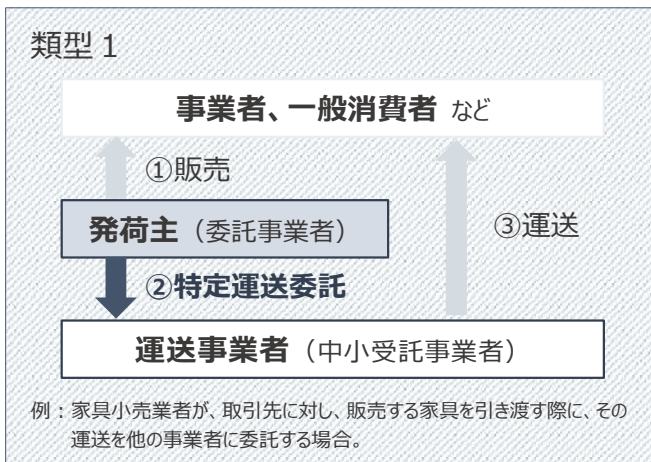 類型1
事業者、一般消費者 など
①販売
発荷主（委託事業者）
③運送
②特定運送委託
運送事業者（中小受託事業者）
例：家具小売業者が、取引先に対し、販売する家具を引き渡す際に、その
運送を他の事業者に委託する場合。